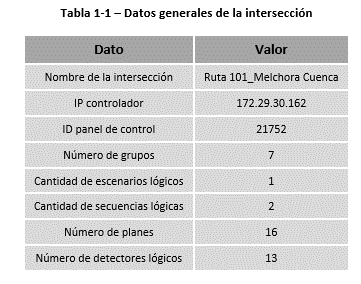 Tabla 1-1 – Datos generales de la intersección
Dato Valor
Nombre de la intersección Ruta 101_Melchora Cuenca
IP controlador 172.29.30.162
ID panel de control 21752
Número de grupos 7
Cantidad de escenarios lógicos 1
Cantidad de secuencias lógicas 2
Número de planes 16
Número de detectores lógicos 13